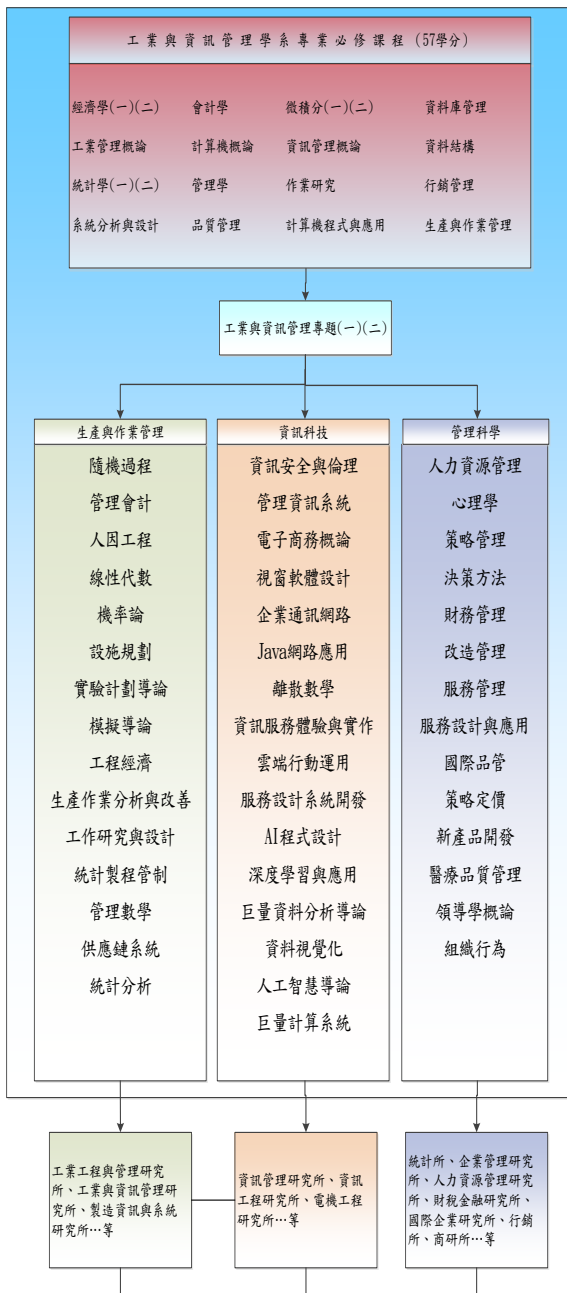 工業與資訊管理學系專業必修課程 (57學分)
經濟學(一)(二) 會計學 微積分(一)(二) 資料庫管理
工業管理概論 計算機概論 資訊管理概論 資料結構
統計學(一)(二) 管理學 作業研究 行銷管理
系統分析與設計 品質管理 計算機程式與應用 生產與作業管理
工業與資訊管理專題(一)(二)
生產與作業管理
隨機過程
管理會計
人因工程
線性代數
機率論
設施規劃
實驗計劃導論
模擬導論
工程經濟
生產作業分析與改善
工作研究與設計
統計製程管制
管理數學
供應鏈系統
統計分析
資訊科技
資訊安全與倫理
管理資訊系統
電子商務概論
視窗軟體設計
企業通訊網路
Java網路應用
離散數學
資訊服務體驗與實作
雲端行動運用
服務設計系統開發
AI程式設計
深度學習與應用
巨量資料分析導論
資料視覺化
人工智慧導論
巨量計算系統
管理科學
人力資源管理
心理學
策略管理
決策方法
財務管理
改造管理
服務管理
服務設計與應用
國際品管
策略定價
新產品開發
醫療品質管理
領導學概論
組織行為
工業工程與管理研究
所、工業與資訊管理研
究所、製造資訊與系統
研究所…等
資訊管理研究所、資訊
工程研究所、電機工程
研究所…等
統計所、企業管理研究
所、人力資源管理研究
所、財稅金融研究所、
國際企業研究所、行銷
所、商研所…等